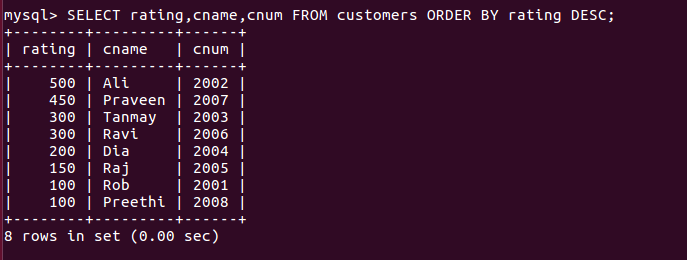 mysql> SELECT rating,cname,cnum FROM customers ORDER BY rating DESC;
+--------+---------+------+
| rating | cname   | cnum |
+--------+---------+------+
|    500 | Ali     | 2002 |
|    450 | Praveen | 2007 |
|    300 | Tanmay  | 2003 |
|    300 | Ravi    | 2006 |
|    200 | Dia     | 2004 |
|    150 | Raj     | 2005 |
|    100 | Rob     | 2001 |
|    100 | Preethi | 2008 |
+--------+---------+------+
8 rows in set (0.00 sec)